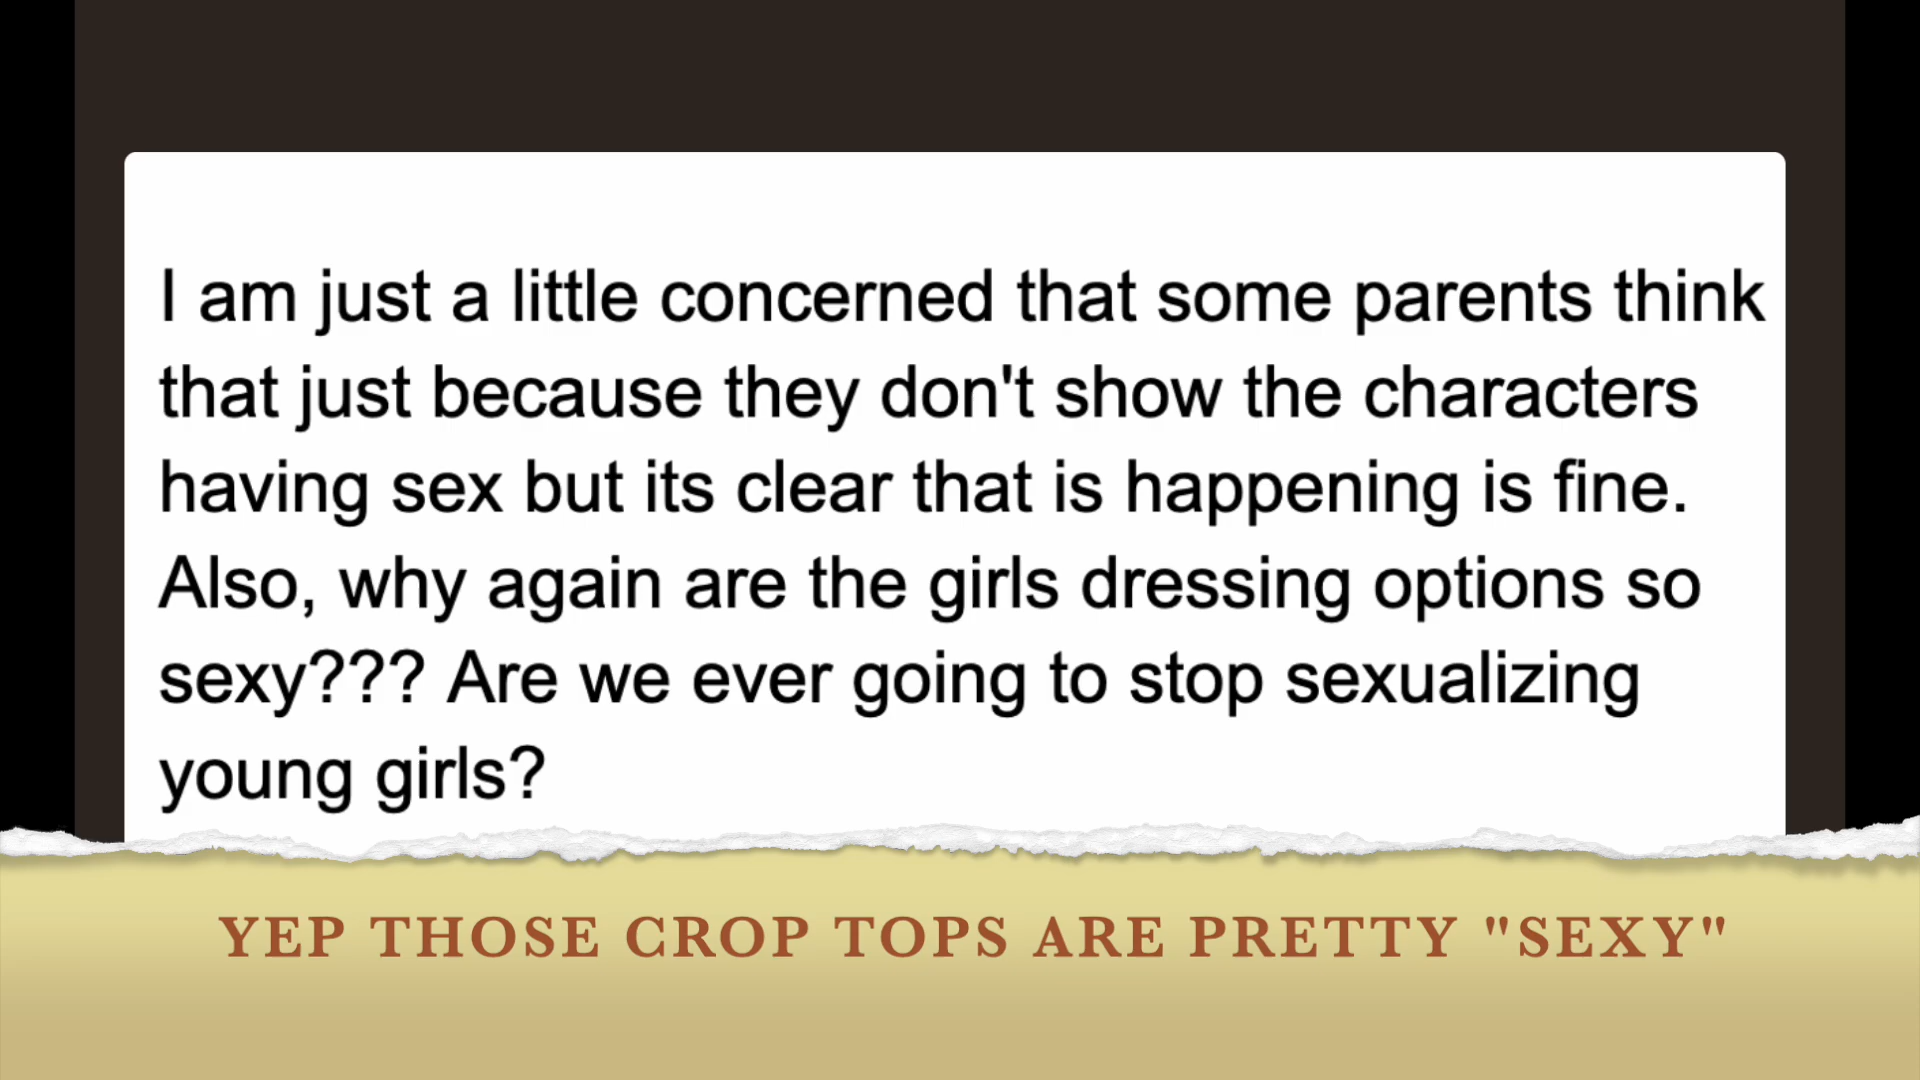 I am just a little concerned that some parents think
that just because they don't show the characters
having sex but its clear that is happening is fine.
Also, why again are the girls dressing options so
sexy??? Are we ever going to stop sexualizing
young girls?
YEP THOSE CROP TOPS ARE PRETTY "SEXY"